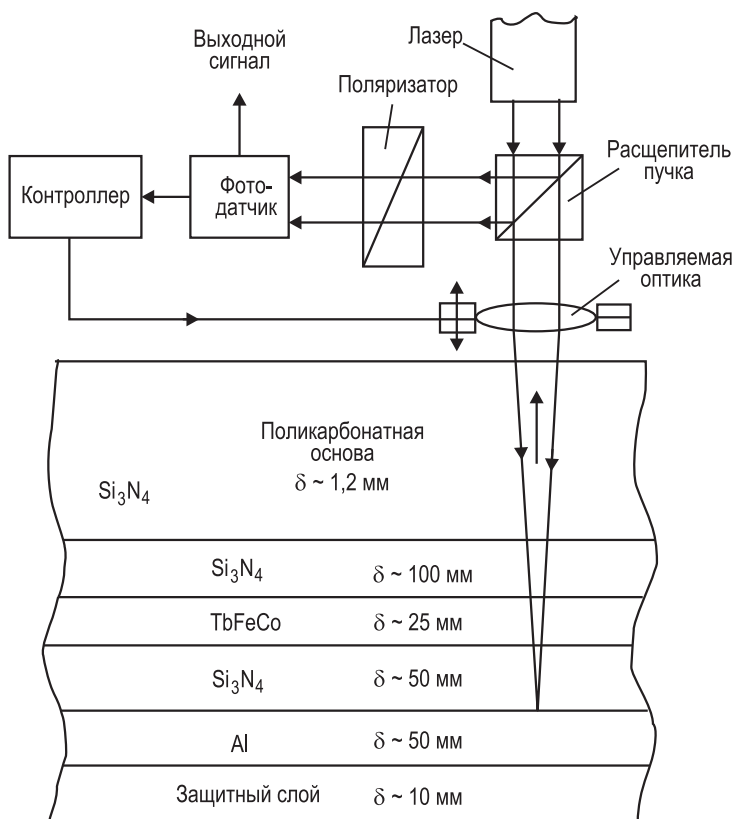 Выходной
сигнал
Лазер
Поляризатор
Расщепитель
пучка
Контроллер
Фото-
датчик
Управляемая
оптика
Поликарбонатная
основа
δ ~ 1,2 мм
Si₃N₄
Si₃N₄ δ ~ 100 мм
TbFeCo δ ~ 25 мм
Si₃N₄ δ ~ 50 мм
Al δ ~ 50 мм
Защитный слой δ ~ 10 мм